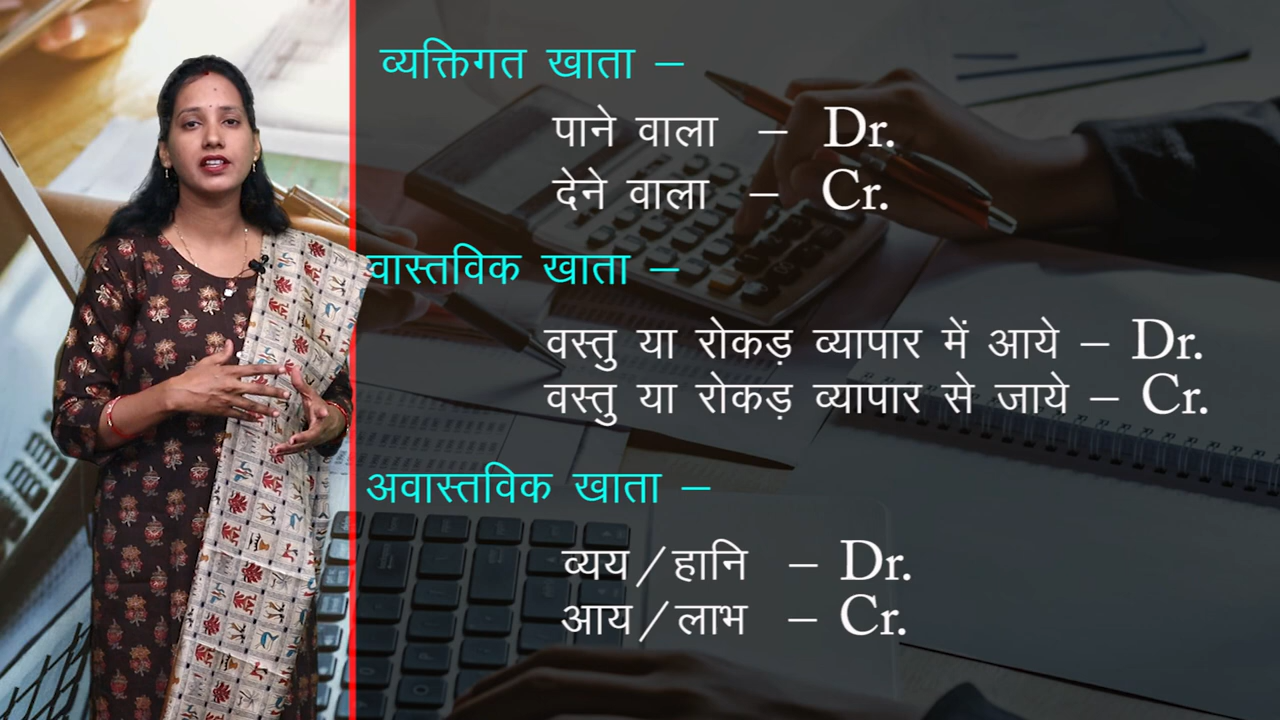 व्यक्तिगत खाता –
पाने वाला – Dr.
देने वाला – Cr.
वास्तविक खाता –
वस्तु या रोकड़ व्यापार में आये – Dr.
वस्तु या रोकड़ व्यापार से जाये – Cr.
अवास्तविक खाता –
व्यय/हानि – Dr.
आय/लाभ – Cr.